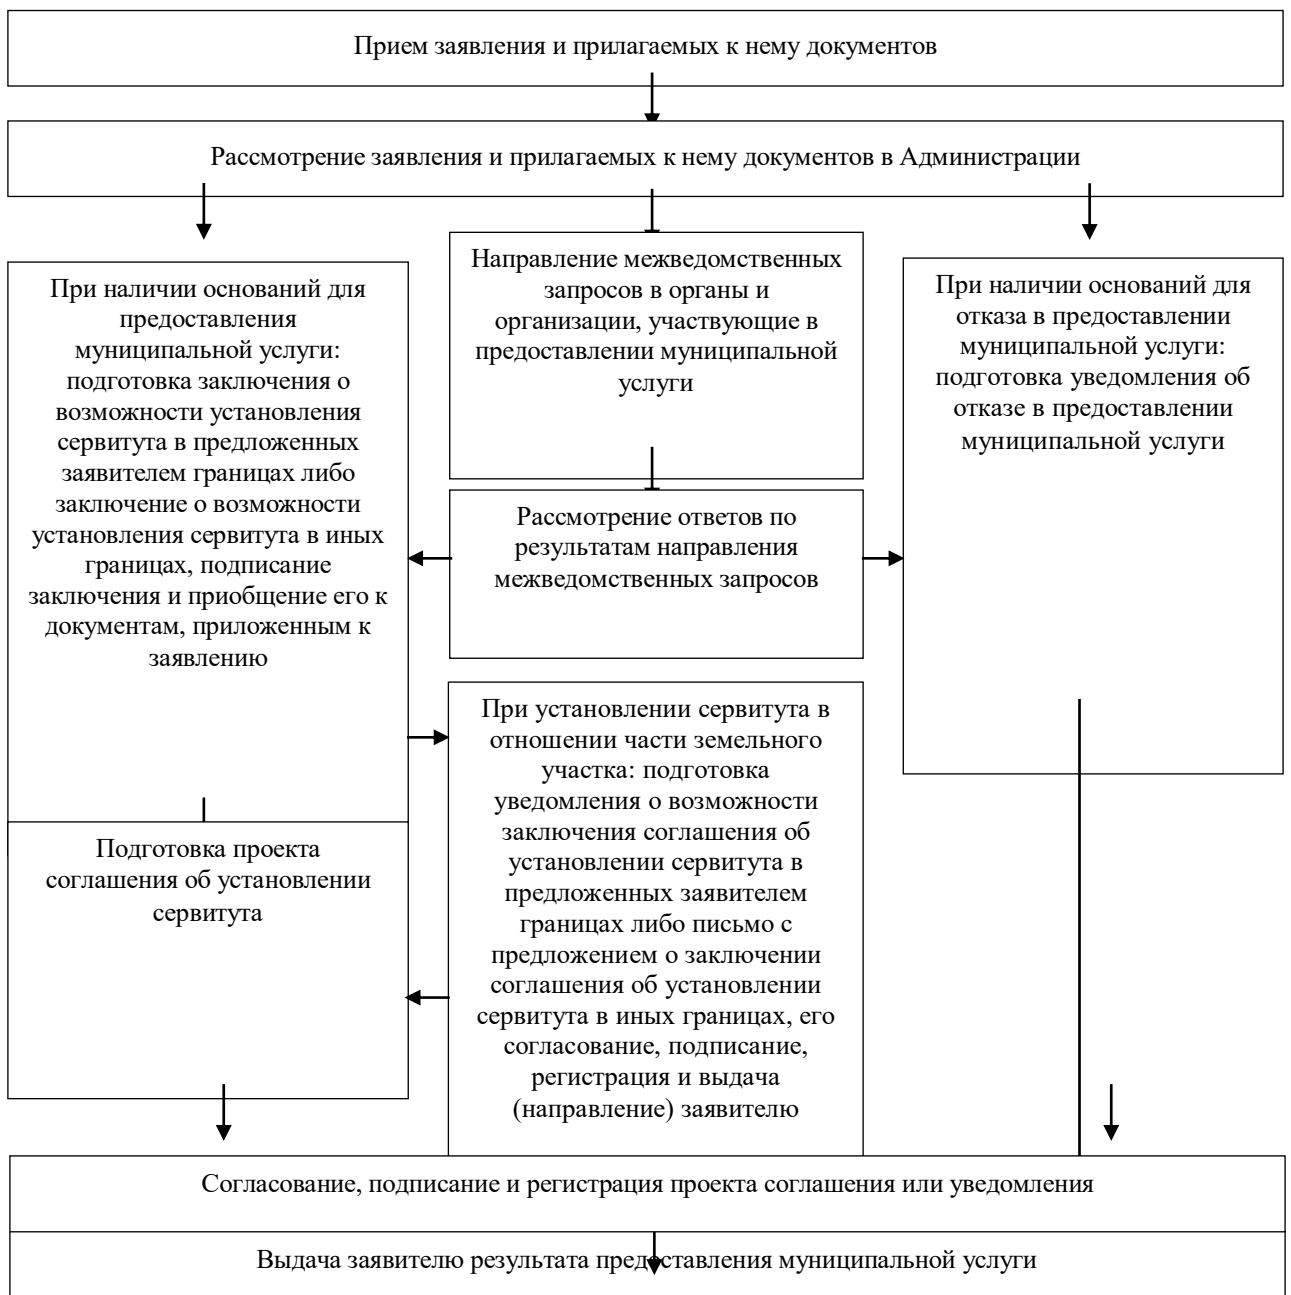 Прием заявления и прилагаемых к нему документов
Рассмотрение заявления и прилагаемых к нему документов в Администрации
При наличии оснований для
предоставления
муниципальной услуги:
подготовка заключения о
возможности установления
сервитута в предложенных
заявителем границах либо
заключение о возможности
установления сервитута в иных
границах, подписание
заключения и приобщение его к
документам, приложенным к
заявлению
Направление межведомственных
запросов в органы и
организации, участвующие в
предоставлении муниципальной
услуги
При наличии оснований для
отказа в предоставлении
муниципальной услуги:
подготовка уведомления об
отказе в предоставлении
муниципальной услуги
Рассмотрение ответов по
результатам направления
межведомственных запросов
При установлении сервитута в
отношении части земельного
участка: подготовка
уведомления о возможности
заключения соглашения об
установлении сервитута в
предложенных заявителем
границах либо письмо с
предложением о заключении
соглашения об установлении
сервитута в иных границах, его
согласование, подписание,
регистрация и выдача
(направление) заявителю
Подготовка проекта
соглашения об установлении
сервитута
Согласование, подписание и регистрация проекта соглашения или уведомления
Выдача заявителю результата предоставления муниципальной услуги